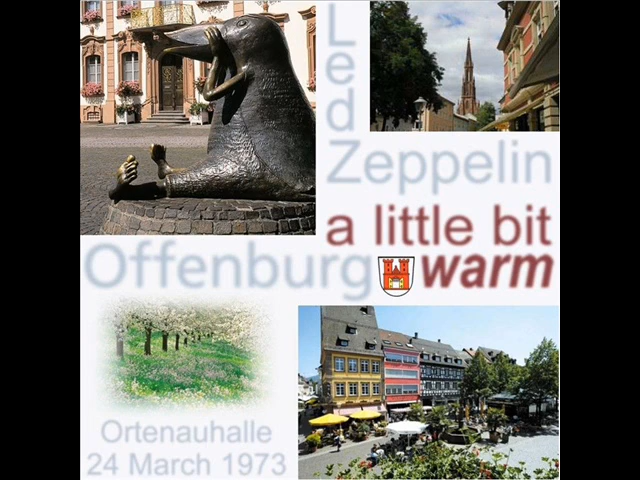 Led
Zeppelin
a little bit
Offenburg warm
Ortenauhalle
24 March 1973